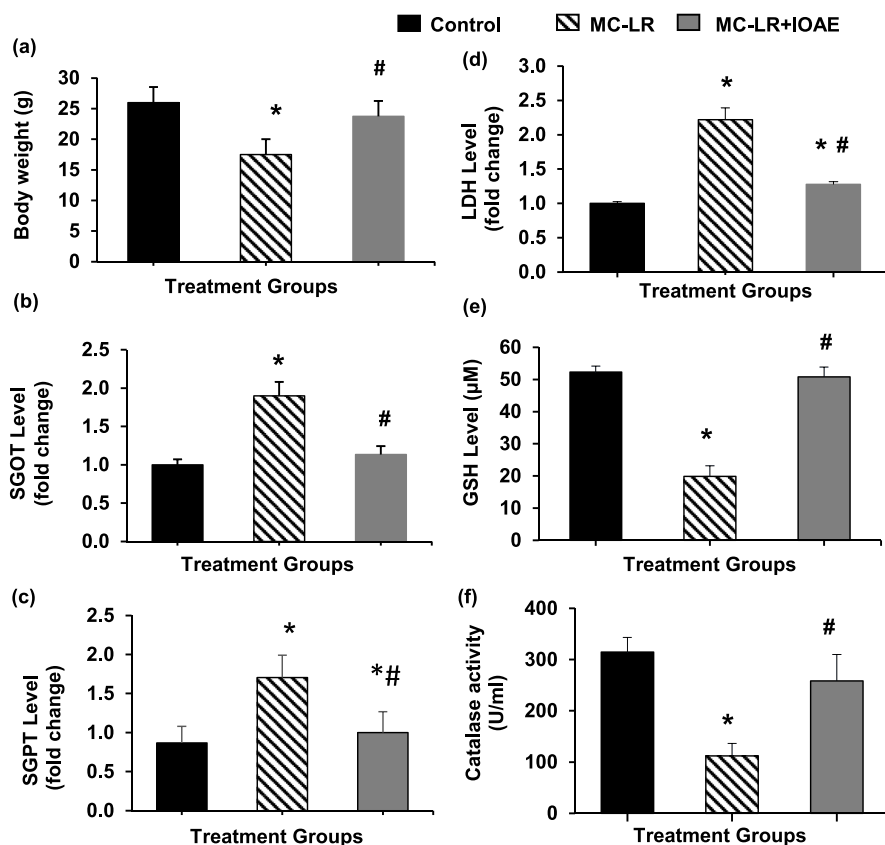 Control MC-LR MC-LR+IOAE
(a)
Body weight (g)
30
25
20
15
10
5
0
*
#
Treatment Groups
(b)
SGOT Level
(fold change)
2.5
2.0
1.5
1.0
0.5
0.0
*
#
Treatment Groups
(c)
SGPT Level
(fold change)
2.5
2.0
1.5
1.0
0.5
0.0
*
*#
Treatment Groups
(d)
LDH Level
(fold change)
3.0
2.5
2.0
1.5
1.0
0.5
0.0
*
* #
Treatment Groups
(e)
GSH Level (µM)
60
50
40
30
20
10
0
*
#
Treatment Groups
(f)
Catalase activity
(U/ml)
400
300
200
100
0
*
#
Treatment Groups